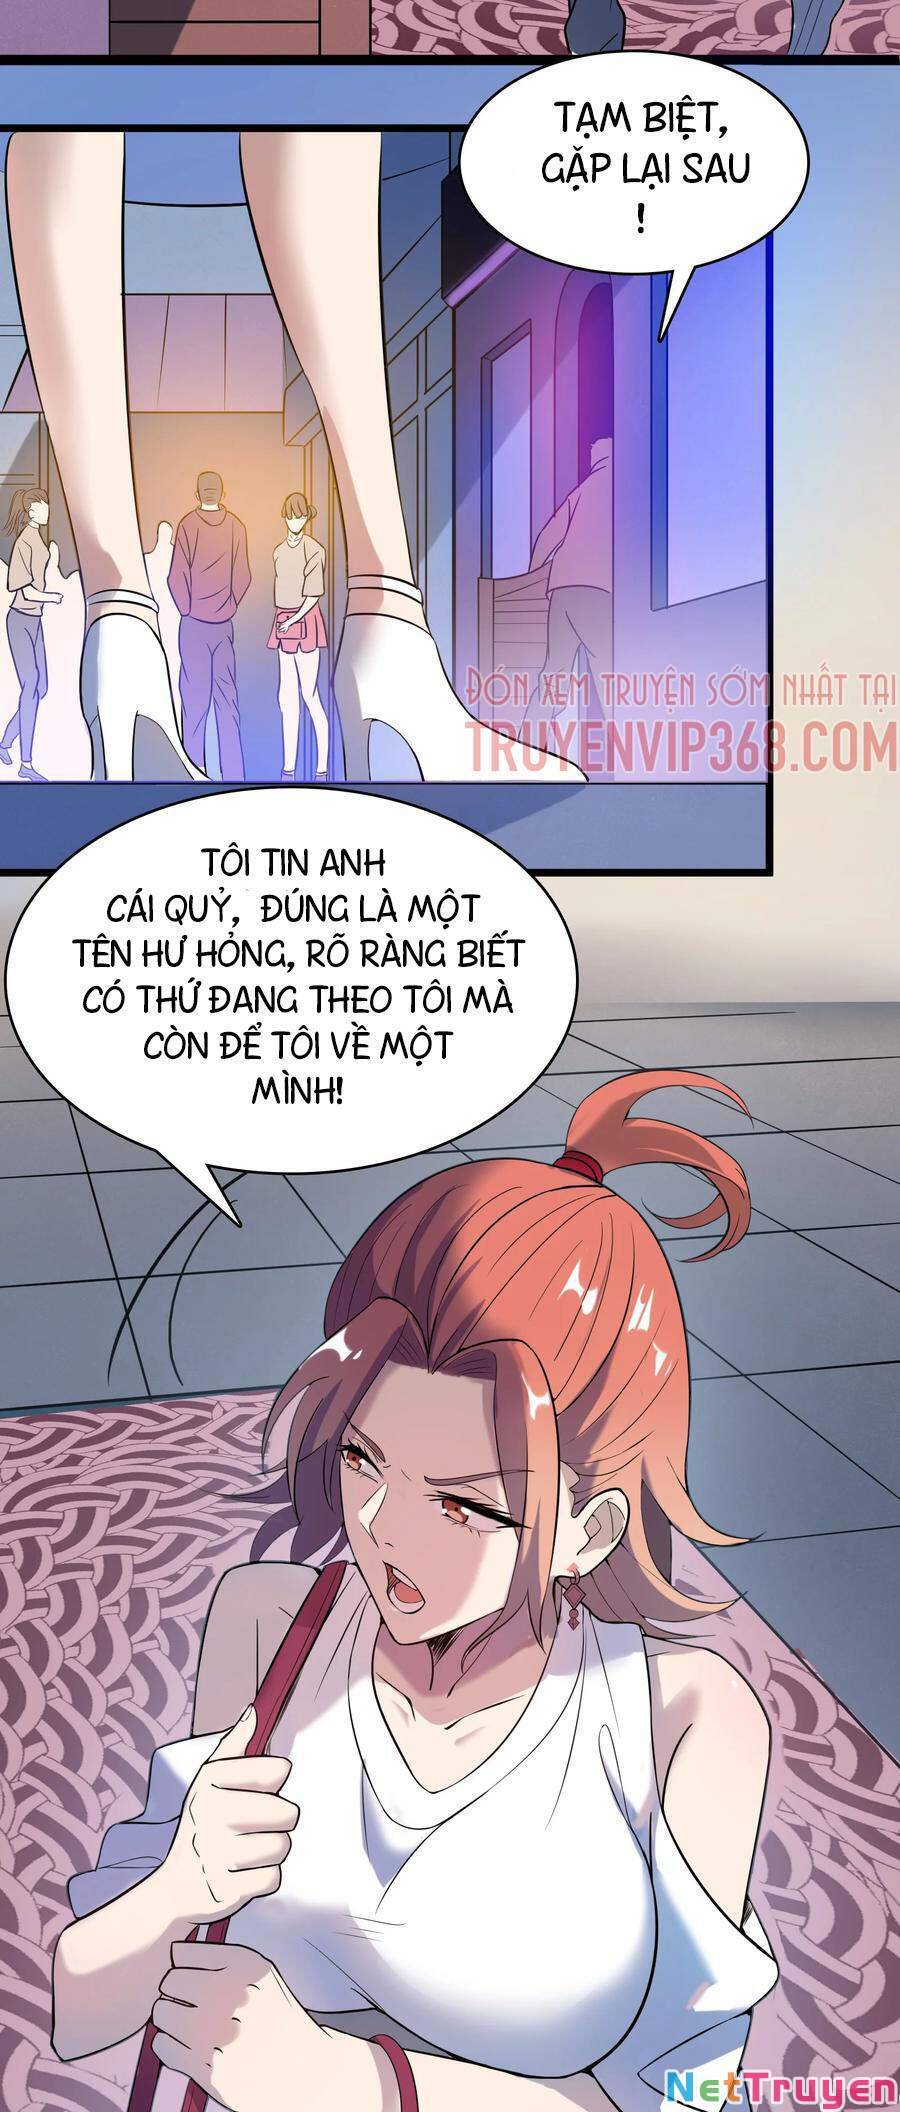 TẠM BIỆT,
GẶP LẠI SAU
!
ĐÓN XEM TRUYỆN SỚM NHẤT TẠI
TRUYENVIP368.COM
TÔI TIN ANH
CÁI QUỶ, ĐÚNG LÀ MỘT
TÊN HƯ HỎNG, RÕ RÀNG BIẾT
CÓ THỨ ĐANG THEO TÔI MÀ
CÒN ĐỂ TÔI VỀ MỘT
MÌNH!
NetTruyen